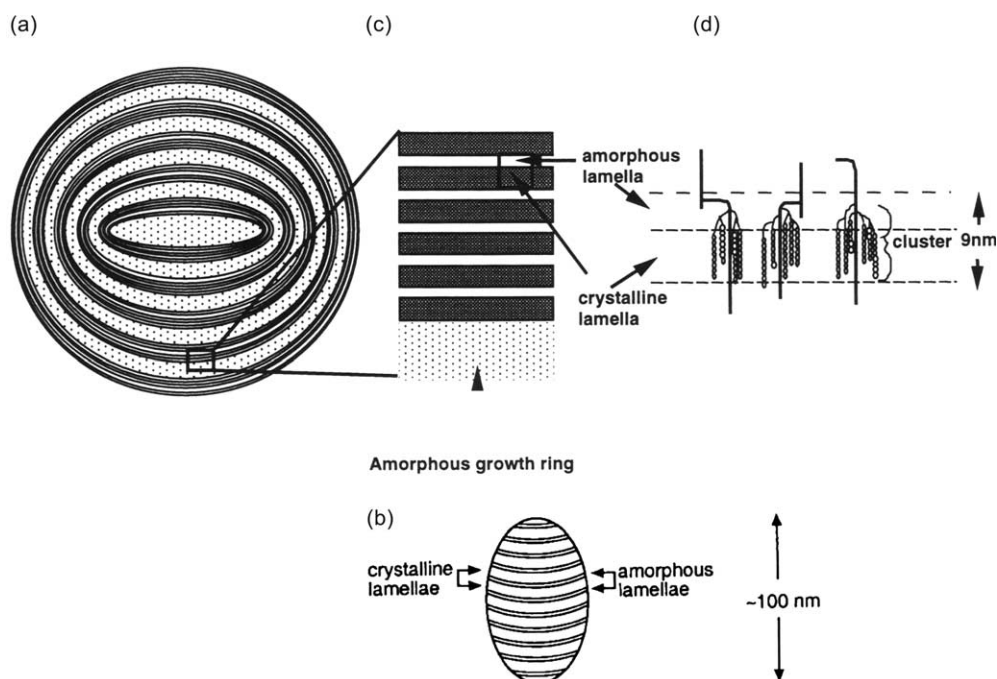 (a)
(c)
(d)
amorphous
lamella
cluster
9nm
crystalline
lamella
Amorphous growth ring
(b)
crystalline
lamellae
amorphous
lamellae
~100 nm